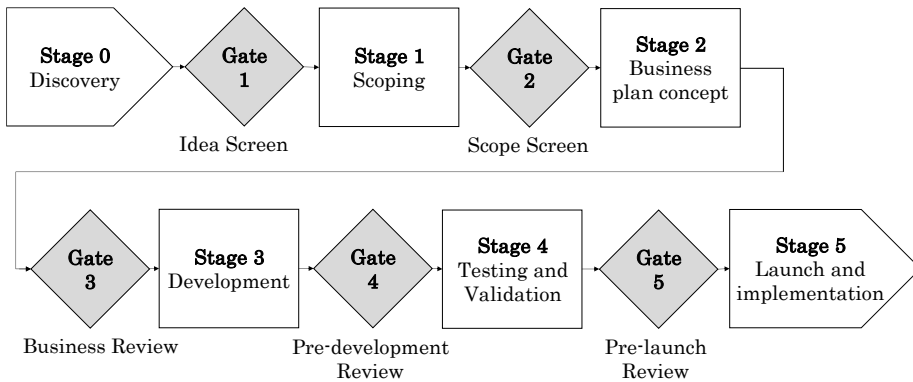 Stage 0
Discovery
Gate
1
Idea Screen
Stage 1
Scoping
Gate
2
Scope Screen
Stage 2
Business
plan concept
Gate
3
Business Review
Stage 3
Development
Gate
4
Pre-development
Review
Stage 4
Testing and
Validation
Gate
5
Pre-launch
Review
Stage 5
Launch and
implementation